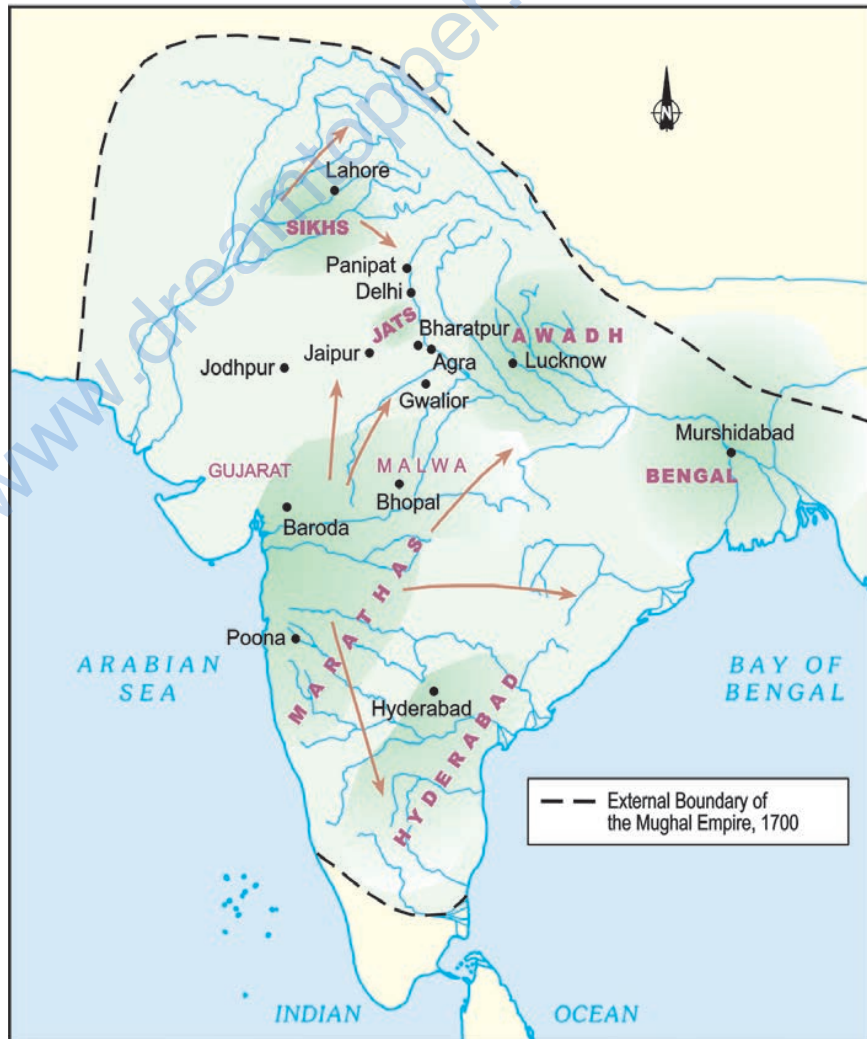 www.dreamtopper.
N
Lahore
SIKHS
Panipat
Delhi
JATS
Bharatpur
AWADH
Jodhpur
Jaipur
Agra
Lucknow
Gwalior
Murshidabad
GUJARAT
MALWA
BENGAL
Bhopal
Baroda
MARATHAS
Poona
ARABIAN
SEA
BAY OF
BENGAL
Hyderabad
HYDERABAD
External Boundary of
the Mughal Empire, 1700
INDIAN
OCEAN